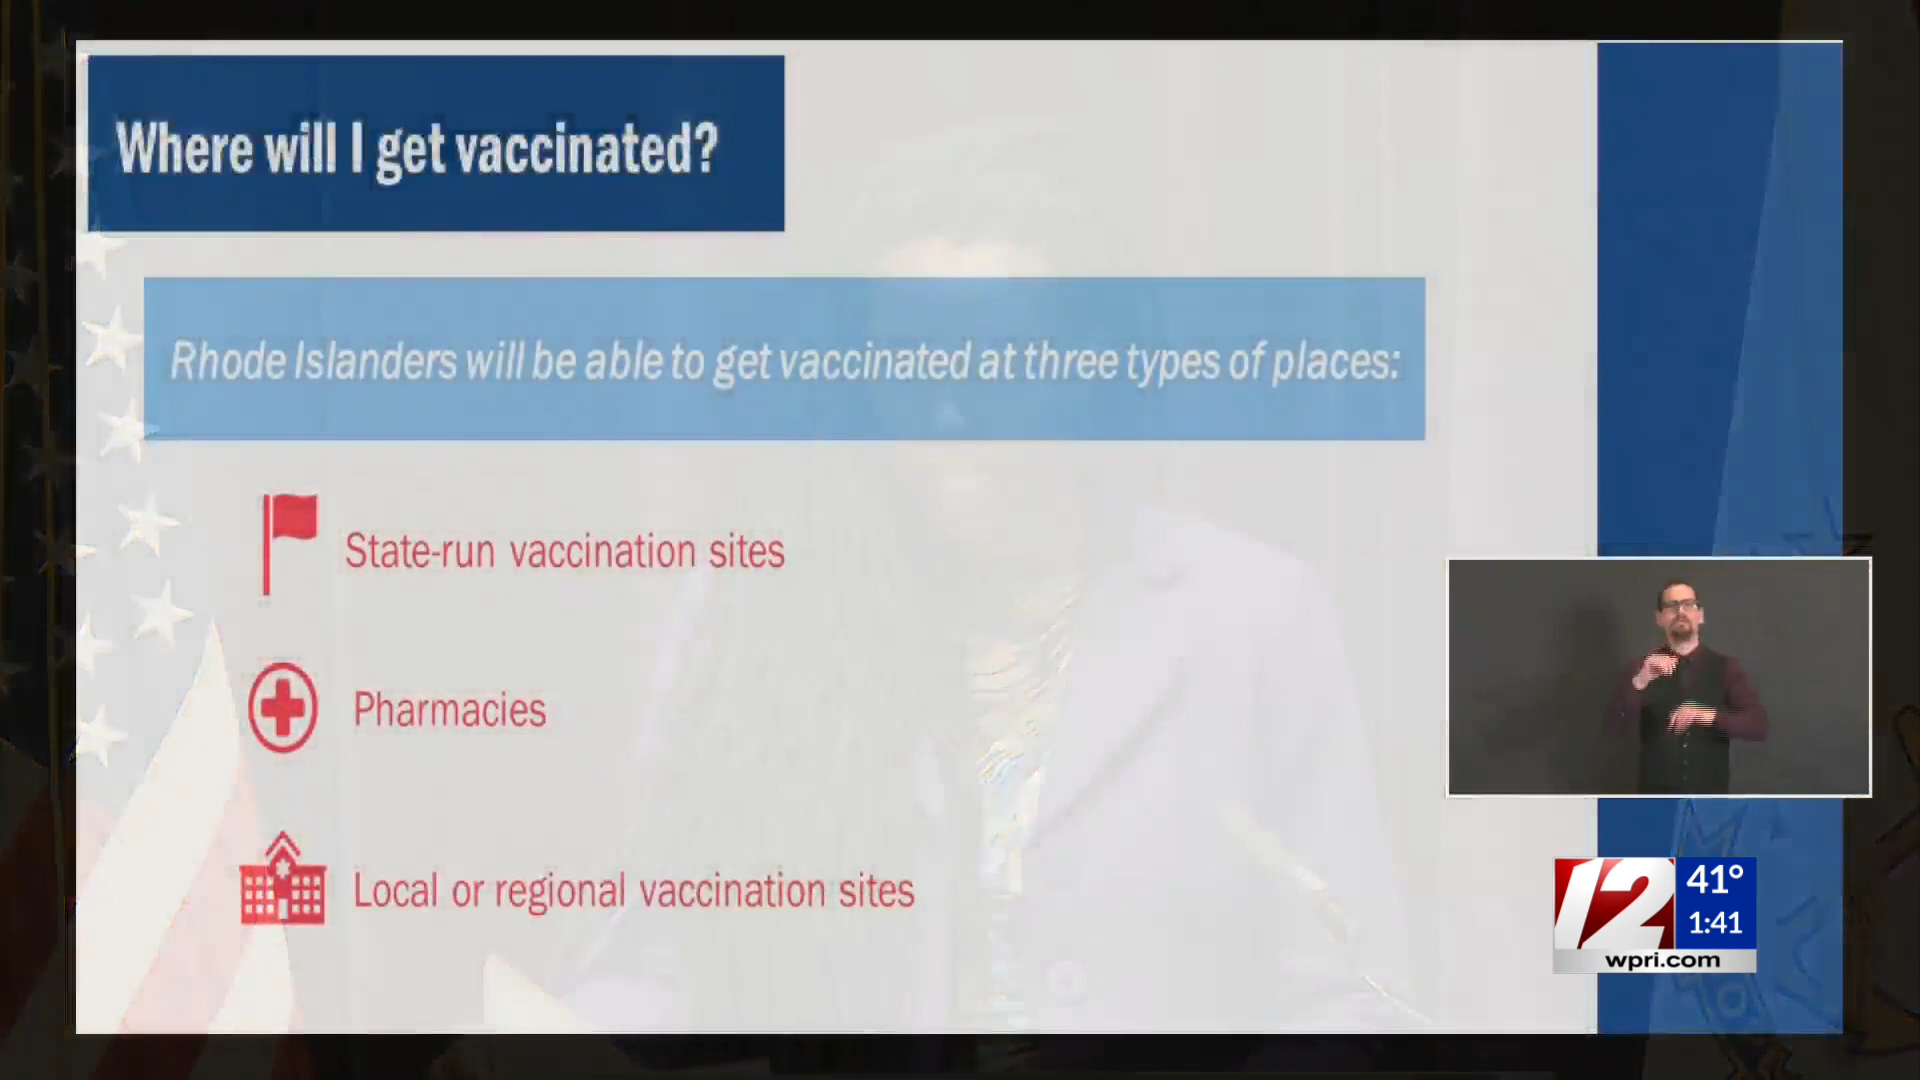 Where will I get vaccinated?
Rhode Islanders will be able to get vaccinated at three types of places:
State-run vaccination sites
Pharmacies
Local or regional vaccination sites
12
41°
1:41
wpri.com